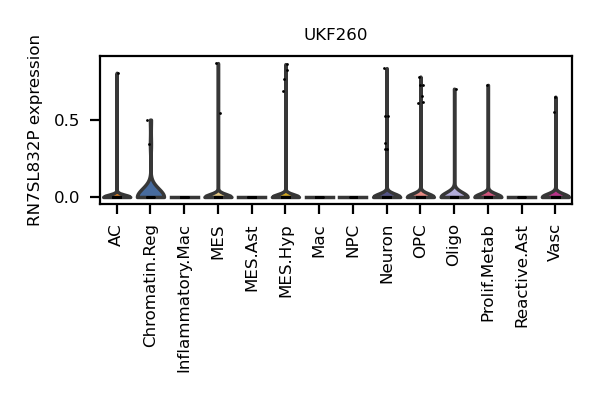 UKF260
RN7SL832P expression
0.5
0.0
AC
Chromatin.Reg
Inflammatory.Mac
MES
MES.Ast
MES.Hyp
Mac
NPC
Neuron
OPC
Oligo
Prolif.Metab
Reactive.Ast
Vasc